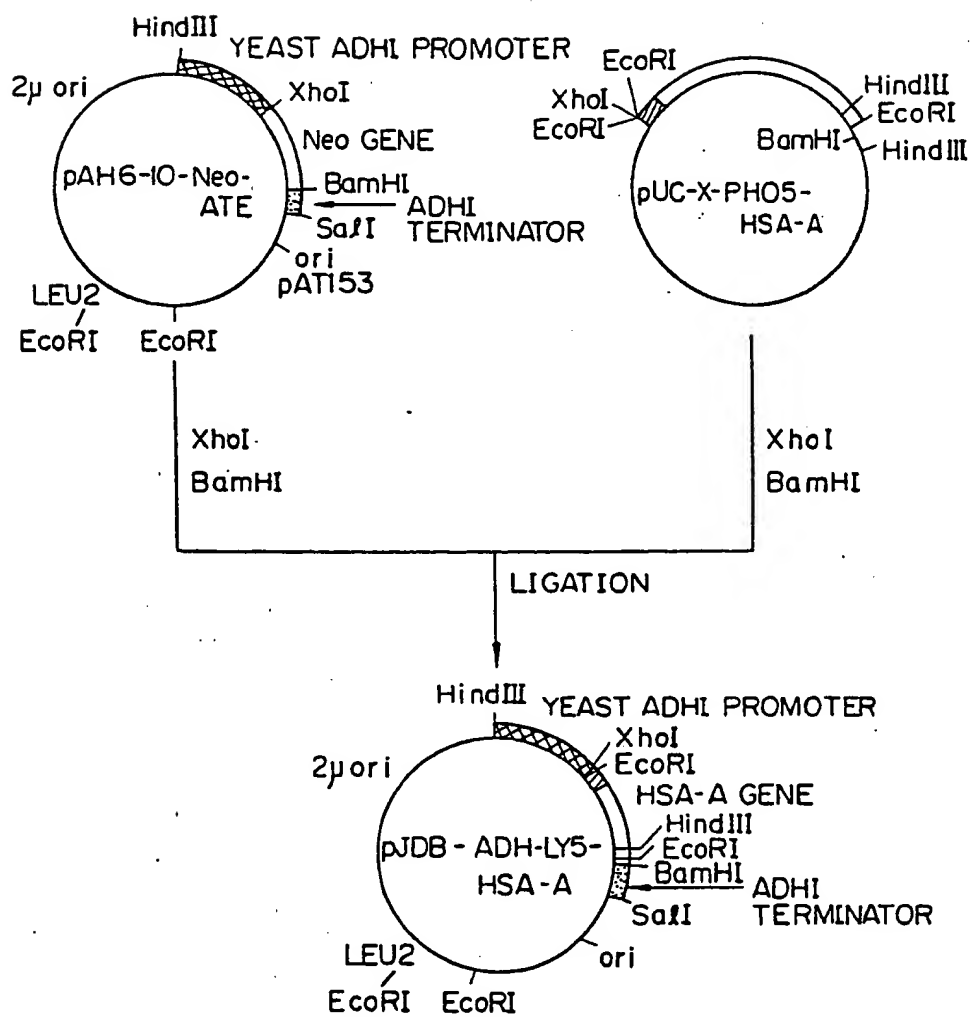 HindIII
YEAST ADHI PROMOTER
2μ ori
XhoI
Neo GENE
pAH6-10-Neo-
ATE
BamHI
ADHI
TERMINATOR
SalI
ori
pAT153
LEU2
EcoRI
EcoRI
EcoRI
XhoI
EcoRI
HindIII
EcoRI
BamHI
HindIII
pUC-X-PHO5-
HSA-A
XhoI
BamHI
XhoI
BamHI
LIGATION
HindIII
YEAST ADHI PROMOTER
XhoI
EcoRI
2μ ori
HSA-A GENE
HindIII
EcoRI
BamHI
pJDB-ADH-LY5-
HSA-A
ADHI
TERMINATOR
SalI
ori
LEU2
EcoRI
EcoRI